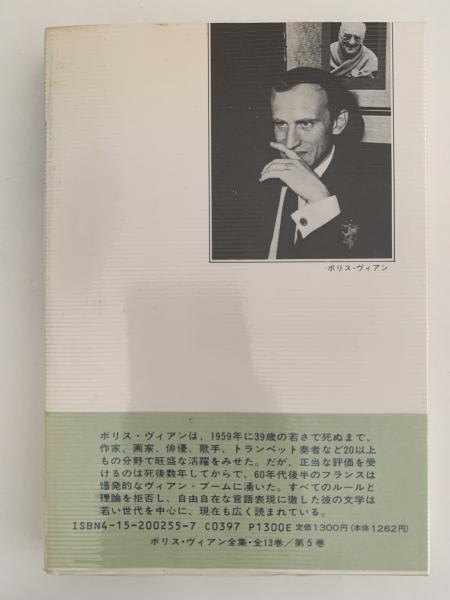 ボリス・ヴィアン
ボリス・ヴィアンは、1959年に39歳の若さで死ぬまで、
作家、画家、俳優、歌手、トランペット奏者など20以上
もの分野で旺盛な活躍をみせた。だが、正当な評価を受
けるのは死後数年してからで、60年代後半のフランスは
爆発的なヴィアン・ブームに湧いた。すべてのルールと
理論を拒否し、自由自在な言語表現に徹した彼の文学は
若い世代を中心に、現在も広く読まれている。
ISBN4-15-200255-7 C0397 P1300E 定価1300円(本体1262円)
ボリス・ヴィアン全集・全13巻/第5巻